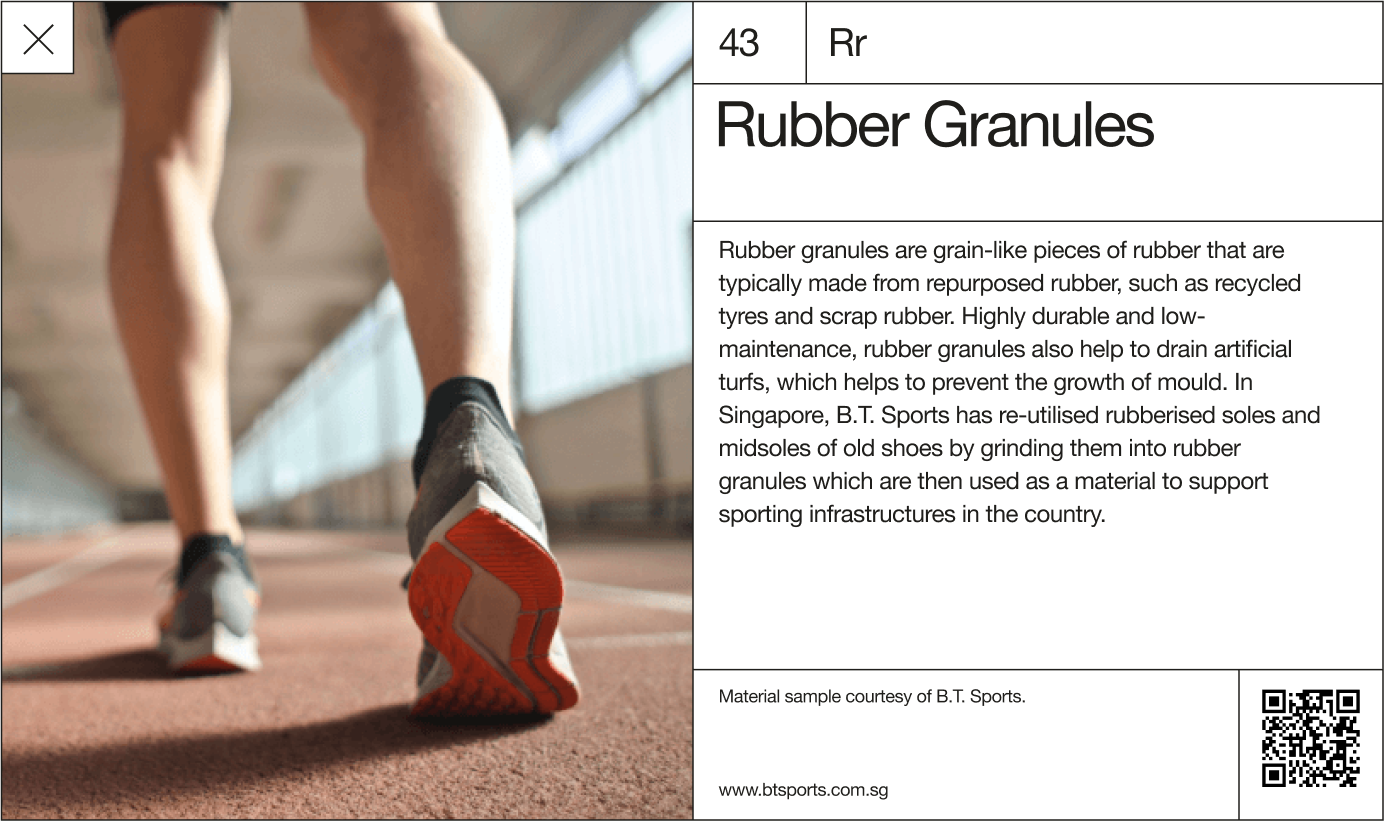 43
Rr
Rubber Granules
Rubber granules are grain-like pieces of rubber that are
typically made from repurposed rubber, such as recycled
tyres and scrap rubber. Highly durable and low-
maintenance, rubber granules also help to drain artificial
turfs, which helps to prevent the growth of mould. In
Singapore, B.T. Sports has re-utilised rubberised soles and
midsoles of old shoes by grinding them into rubber
granules which are then used as a material to support
sporting infrastructures in the country.
Material sample courtesy of B.T. Sports.
www.btsports.com.sg